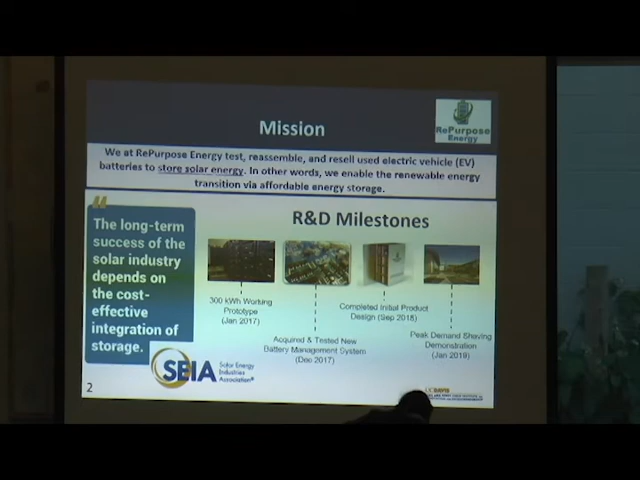 Mission
RePurpose
Energy
We at RePurpose Energy test, reassemble, and resell used electric vehicle (EV)
batteries to store solar energy. In other words, we enable the renewable energy
transition via affordable energy storage.
“
The long-term
success of the
solar industry
depends on
the cost-
effective
integration of
storage.
R&D Milestones
300 kWh Working
Prototype
(Jan 2017)
Acquired & Tested New
Battery Management System
(Dec 2017)
Completed Initial Product
Design (Sep 2018)
Peak Demand Shaving
Demonstration
(Jan 2019)
SEIA
Solar Energy
Industries
Association®
2
UCDAVIS